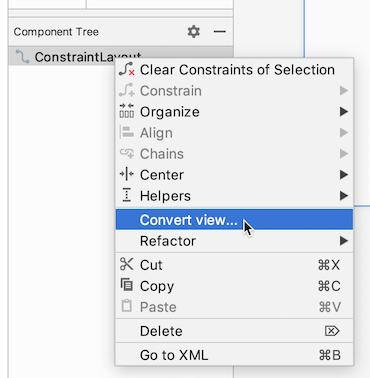 Component Tree
ConstraintLayout
Clear Constraints of Selection
Constrain
Organize
Align
Chains
Center
Helpers
Convert view...
Refactor
Cut ⌘X
Copy ⌘C
Paste ⌘V
Delete ⌦
Go to XML ⌘B